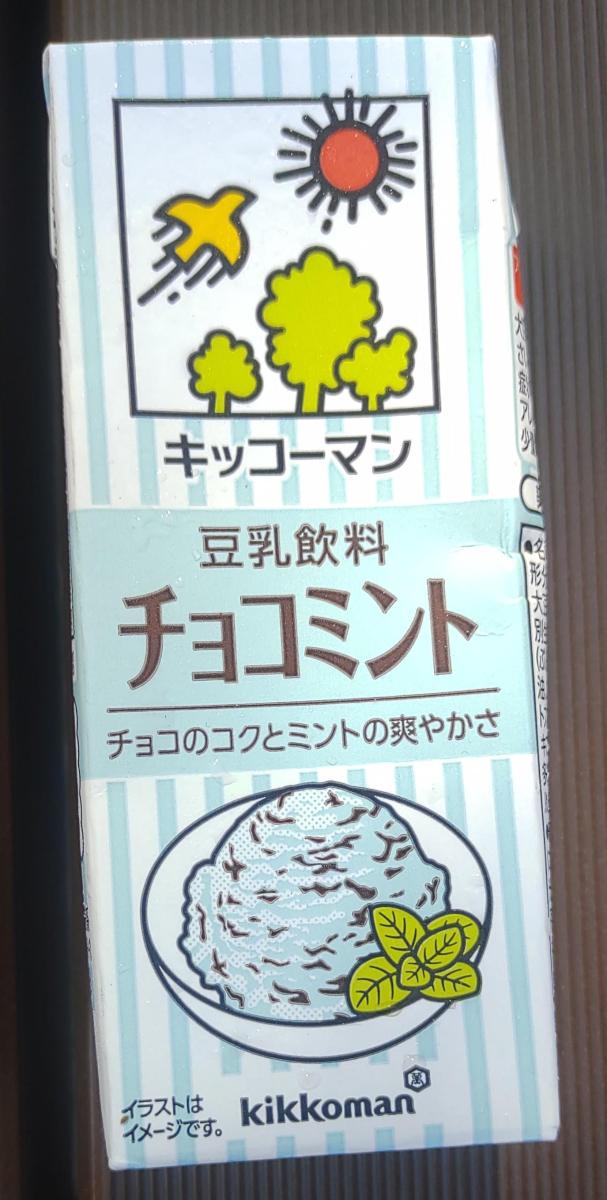 キッコーマン
豆乳飲料
チョコミント
チョコのコクとミントの爽やかさ
イラストは
イメージです。
kikkoman
萬